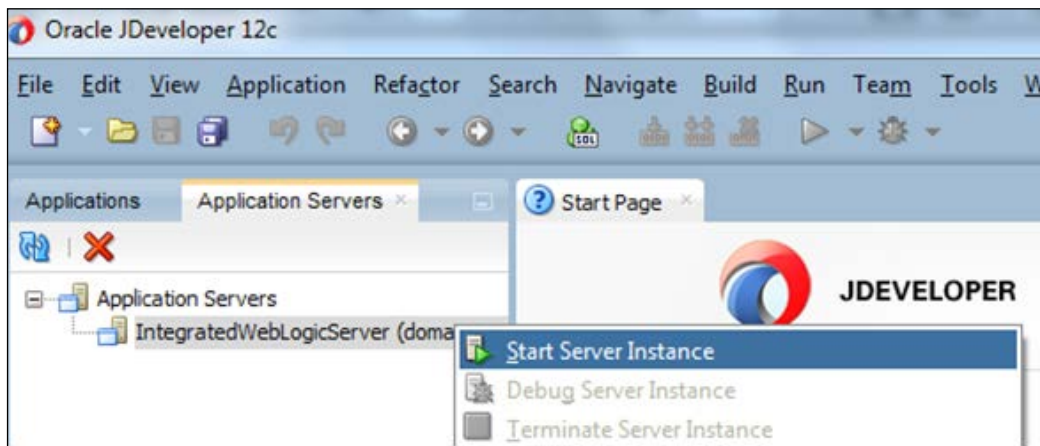 Oracle JDeveloper 12c
File Edit View Application Refactor Search Navigate Build Run Team Tools W
SQL
Applications Application Servers Start Page
JDEVELOPER
Application Servers
IntegratedWebLogicServer (doma
Start Server Instance
Debug Server Instance
Terminate Server Instance